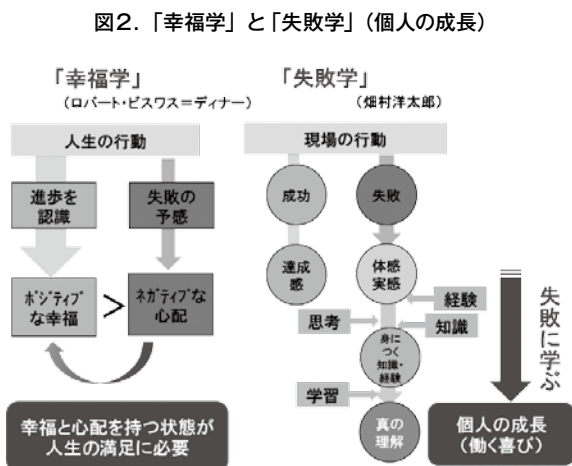 図2.「幸福学」と「失敗学」（個人の成長）
「幸福学」
（ロバート・ビスワス＝ディナー）
人生の行動
進歩を
認識
失敗の
予感
ポジティブ
な幸福
>
ネガティブな
心配
幸福と心配を持つ状態が
人生の満足に必要
「失敗学」
（畑村洋太郎）
現場の行動
成功
失敗
達成
感
体感
実感
経験
思考
知識
身に
つく
知識・
経験
学習
真の
理解
失敗に学ぶ
個人の成長
（働く喜び）